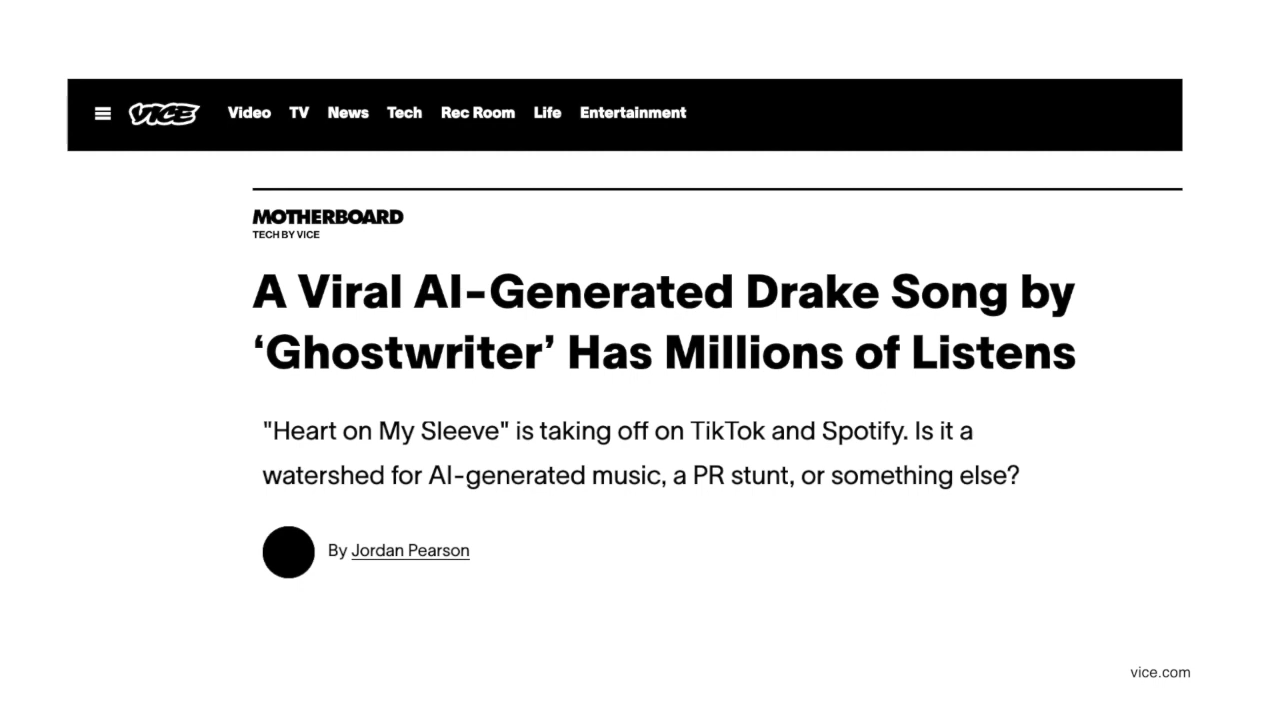 VICE Video TV News Tech Rec Room Life Entertainment
MOTHERBOARD
TECH BY VICE
A Viral AI-Generated Drake Song by
‘Ghostwriter’ Has Millions of Listens
"Heart on My Sleeve" is taking off on TikTok and Spotify. Is it a
watershed for AI-generated music, a PR stunt, or something else?
By Jordan Pearson
vice.com